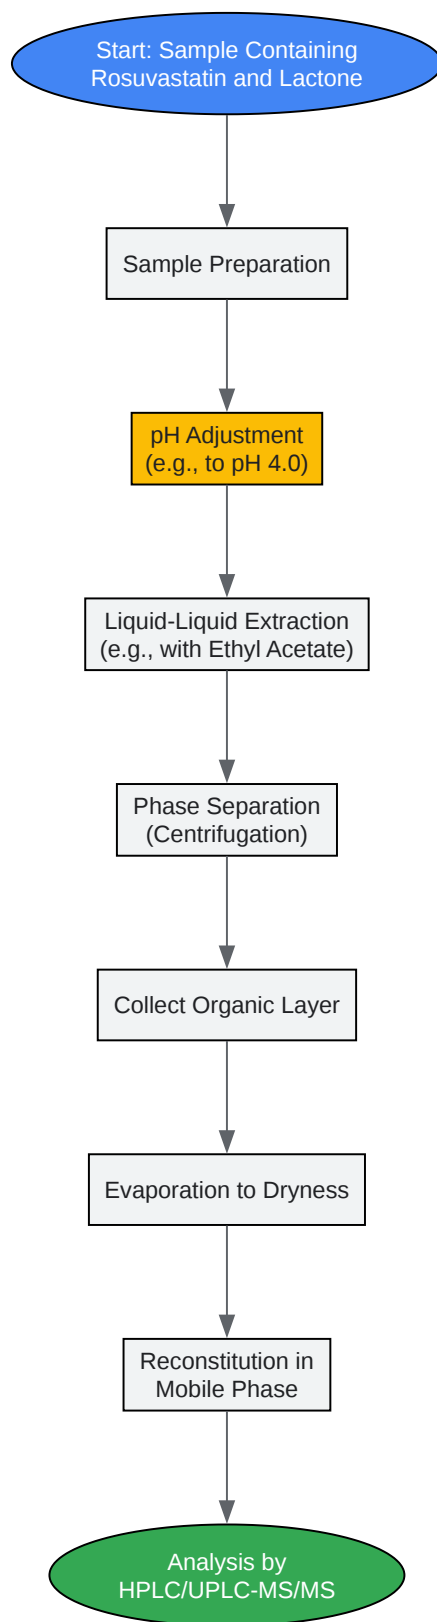 Start: Sample Containing
Rosuvastatin and Lactone
Sample Preparation
pH Adjustment
(e.g., to pH 4.0)
Liquid-Liquid Extraction
(e.g., with Ethyl Acetate)
Phase Separation
(Centrifugation)
Collect Organic Layer
Evaporation to Dryness
Reconstitution in
Mobile Phase
Analysis by
HPLC/UPLC-MS/MS